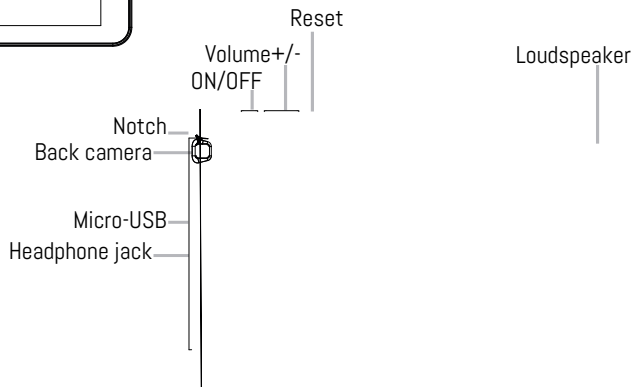 Reset
Volume+/-
ON/OFF
Loudspeaker
Notch
Back camera
Micro-USB
Headphone jack